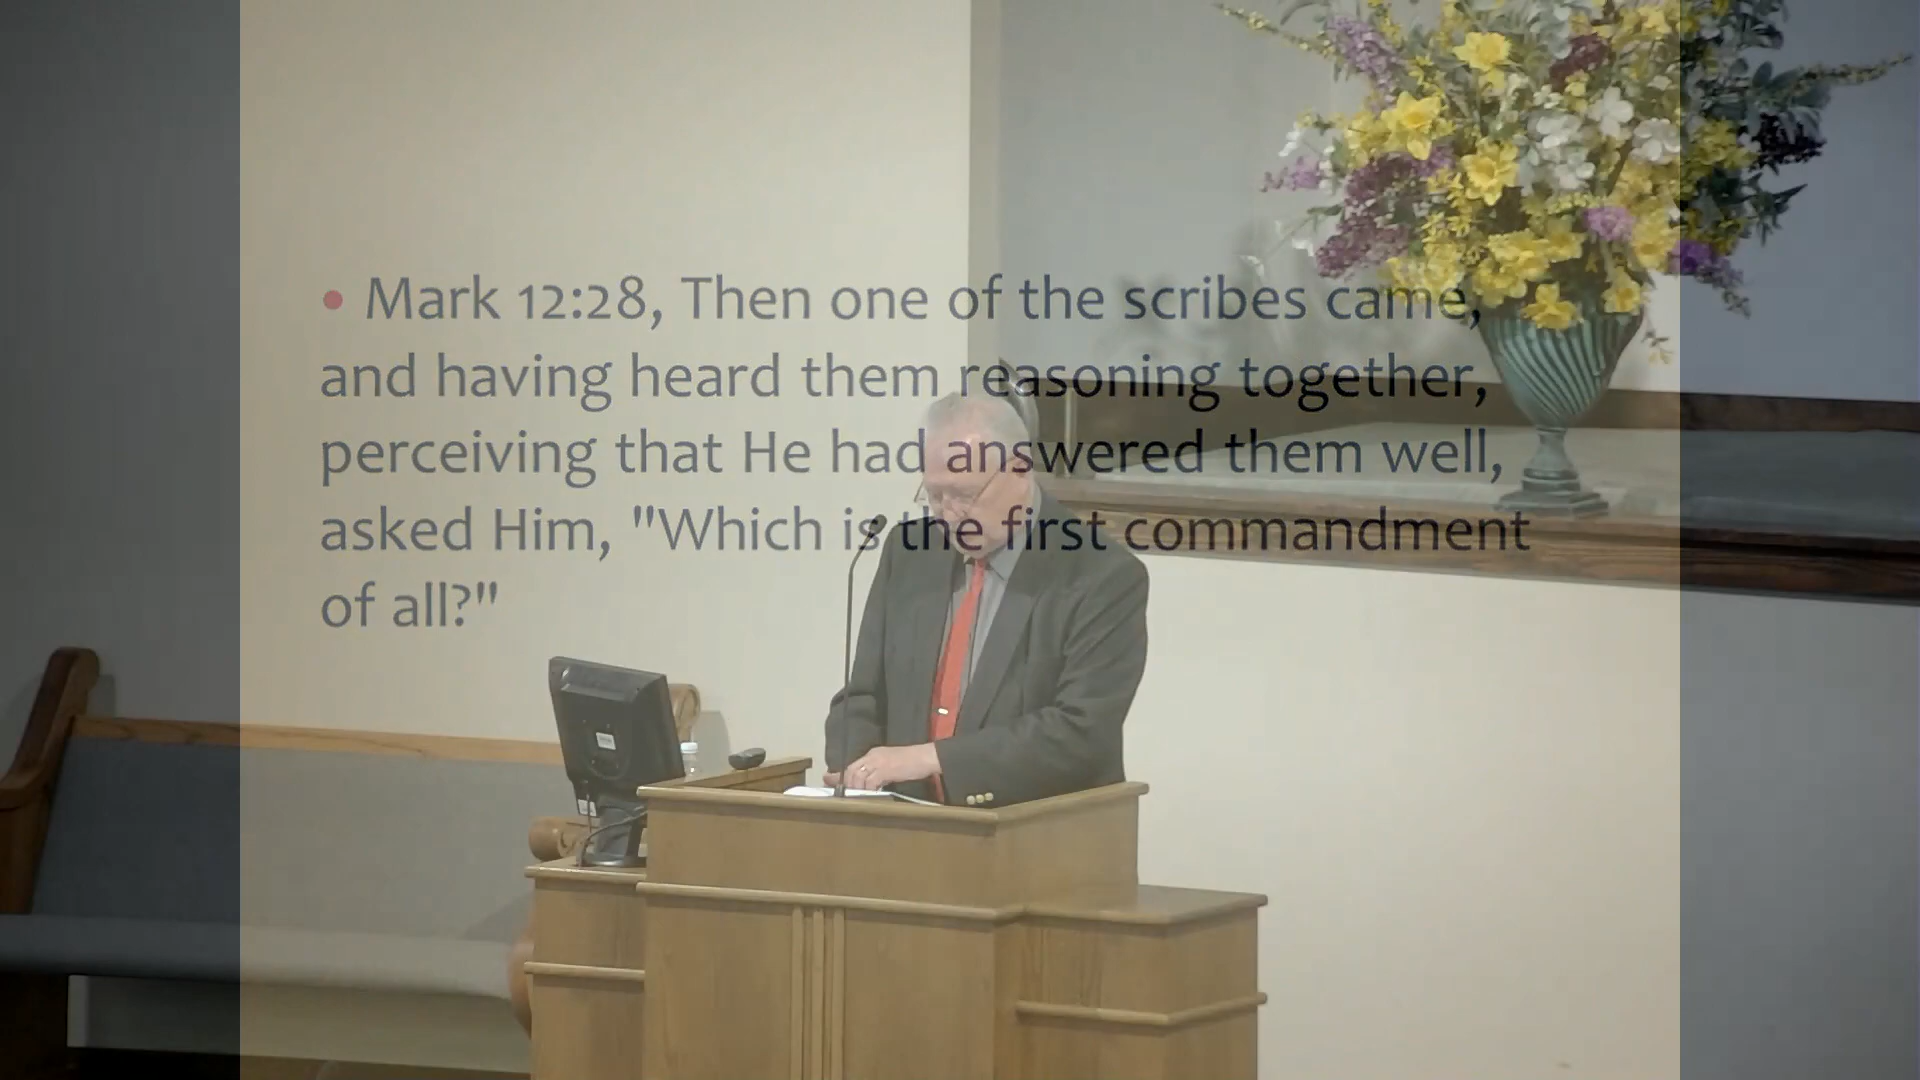 • Mark 12:28, Then one of the scribes came,
and having heard them reasoning together,
perceiving that He had answered them well,
asked Him, "Which is the first commandment
of all?"